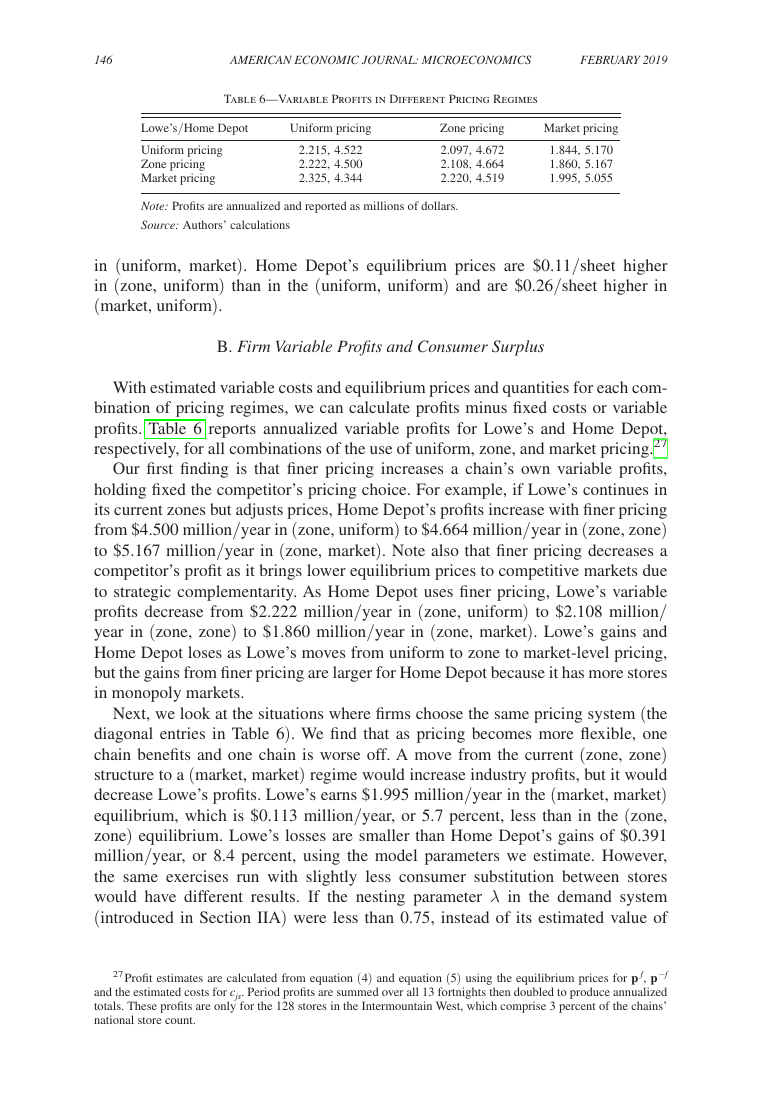 146 AMERICAN ECONOMIC JOURNAL: MICROECONOMICS FEBRUARY 2019
Table 6—Variable Profits in Different Pricing Regimes
Lowe's/Home Depot Uniform pricing Zone pricing Market pricing
Uniform pricing 2.215, 4.522 2.097, 4.672 1.844, 5.170
Zone pricing 2.222, 4.500 2.108, 4.664 1.860, 5.167
Market pricing 2.325, 4.344 2.220, 4.519 1.995, 5.055
Note: Profits are annualized and reported as millions of dollars.
Source: Authors' calculations
in (uniform, market). Home Depot's equilibrium prices are $0.11/sheet higher
in (zone, uniform) than in the (uniform, uniform) and are $0.26/sheet higher in
(market, uniform).
B. Firm Variable Profits and Consumer Surplus
With estimated variable costs and equilibrium prices and quantities for each com-
bination of pricing regimes, we can calculate profits minus fixed costs or variable
profits. Table 6 reports annualized variable profits for Lowe's and Home Depot,
respectively, for all combinations of the use of uniform, zone, and market pricing.27
Our first finding is that finer pricing increases a chain's own variable profits,
holding fixed the competitor's pricing choice. For example, if Lowe's continues in
its current zones but adjusts prices, Home Depot's profits increase with finer pricing
from $4.500 million/year in (zone, uniform) to $4.664 million/year in (zone, zone)
to $5.167 million/year in (zone, market). Note also that finer pricing decreases a
competitor's profit as it brings lower equilibrium prices to competitive markets due
to strategic complementarity. As Home Depot uses finer pricing, Lowe's variable
profits decrease from $2.222 million/year in (zone, uniform) to $2.108 million/
year in (zone, zone) to $1.860 million/year in (zone, market). Lowe's gains and
Home Depot loses as Lowe's moves from uniform to zone to market-level pricing,
but the gains from finer pricing are larger for Home Depot because it has more stores
in monopoly markets.
Next, we look at the situations where firms choose the same pricing system (the
diagonal entries in Table 6). We find that as pricing becomes more flexible, one
chain benefits and one chain is worse off. A move from the current (zone, zone)
structure to a (market, market) regime would increase industry profits, but it would
decrease Lowe's profits. Lowe's earns $1.995 million/year in the (market, market)
equilibrium, which is $0.113 million/year, or 5.7 percent, less than in the (zone,
zone) equilibrium. Lowe's losses are smaller than Home Depot's gains of $0.391
million/year, or 8.4 percent, using the model parameters we estimate. However,
the same exercises run with slightly less consumer substitution between stores
would have different results. If the nesting parameter λ in the demand system
(introduced in Section IIA) were less than 0.75, instead of its estimated value of
27 Profit estimates are calculated from equation (4) and equation (5) using the equilibrium prices for p^f, p^−f
and the estimated costs for c_js. Period profits are summed over all 13 fortnights then doubled to produce annualized
totals. These profits are only for the 128 stores in the Intermountain West, which comprise 3 percent of the chains'
national store count.